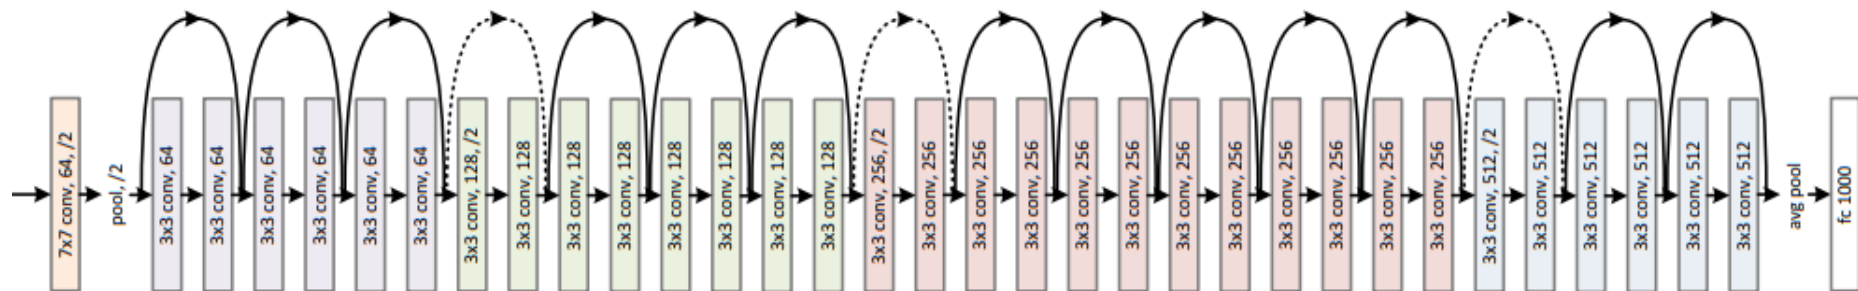 7x7 conv, 64, /2
pool, /2
3x3 conv, 64
3x3 conv, 64
3x3 conv, 64
3x3 conv, 64
3x3 conv, 64
3x3 conv, 64
3x3 conv, 128, /2
3x3 conv, 128
3x3 conv, 128
3x3 conv, 128
3x3 conv, 128
3x3 conv, 128
3x3 conv, 128
3x3 conv, 128
3x3 conv, 256, /2
3x3 conv, 256
3x3 conv, 256
3x3 conv, 256
3x3 conv, 256
3x3 conv, 256
3x3 conv, 256
3x3 conv, 256
3x3 conv, 256
3x3 conv, 256
3x3 conv, 256
3x3 conv, 256
3x3 conv, 512, /2
3x3 conv, 512
3x3 conv, 512
3x3 conv, 512
3x3 conv, 512
3x3 conv, 512
avg pool
fc 1000